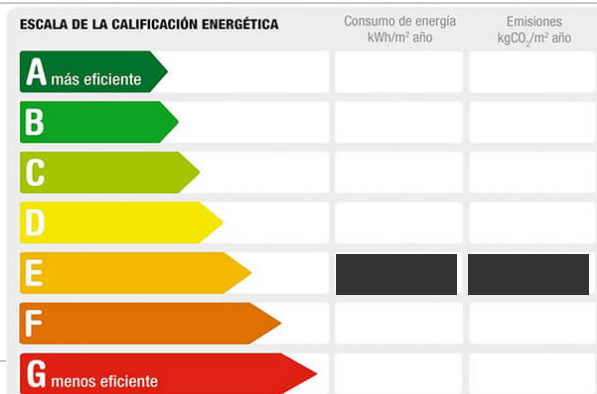 ESCALA DE LA CALIFICACIÓN ENERGÉTICA
Consumo de energía
kWh/m² año
Emisiones
kgCO₂/m² año
A más eficiente
B
C
D
E
F
G menos eficiente